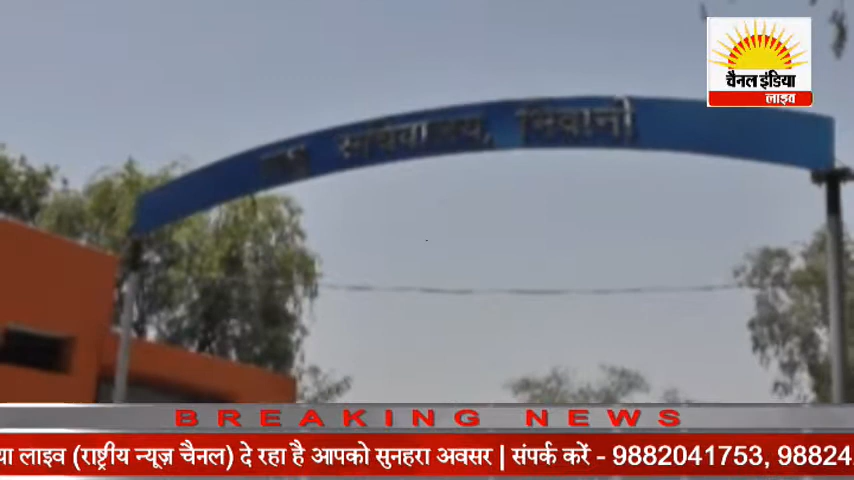 चैनल इंडिया
लाइव
सचिवालय, भिवानी
BREAKING NEWS
या लाइव (राष्ट्रीय न्यूज़ चैनल) दे रहा है आपको सुनहरा अवसर | संपर्क करें - 9882041753, 98824